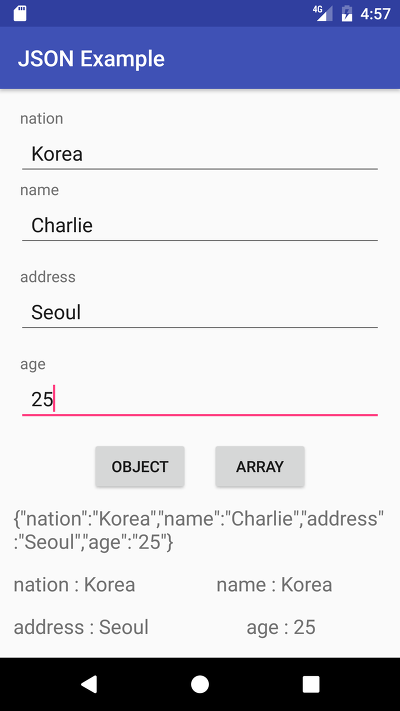 4G 4:57
JSON Example
nation
Korea
name
Charlie
address
Seoul
age
25
OBJECT ARRAY
{"nation":"Korea","name":"Charlie","address"
:"Seoul","age":"25"}
nation : Korea name : Korea
address : Seoul age : 25